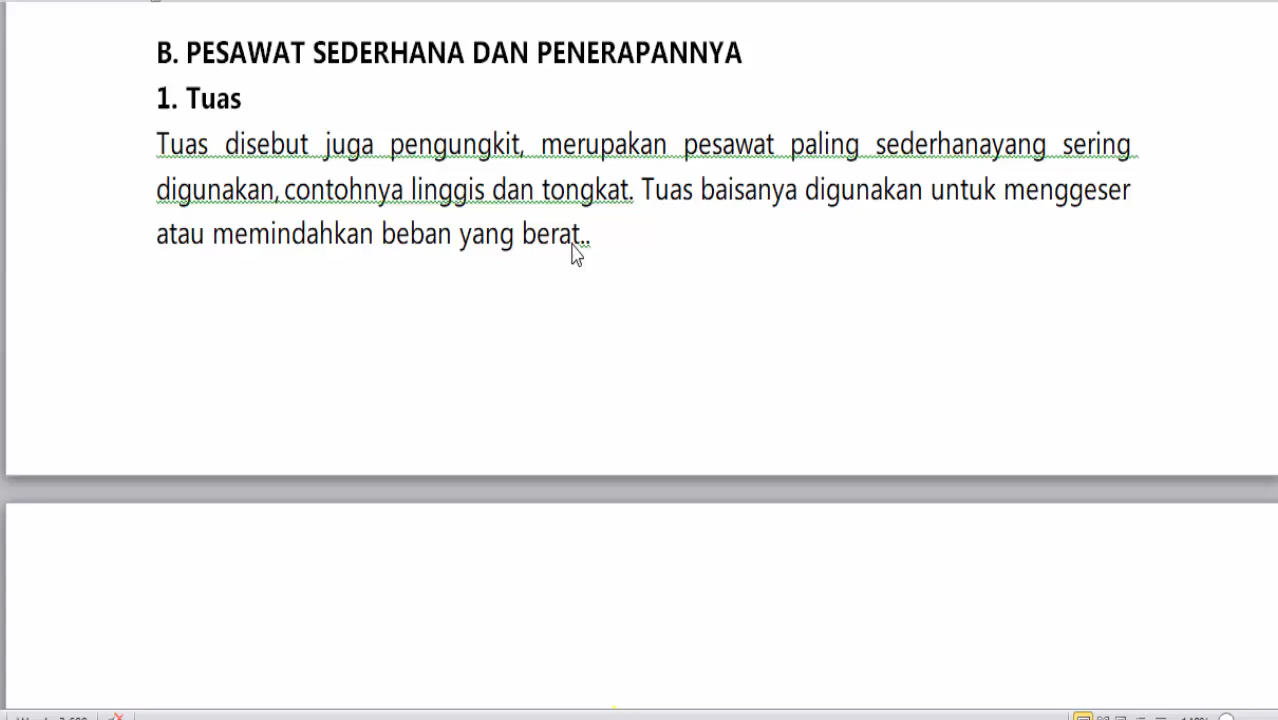 B. PESAWAT SEDERHANA DAN PENERAPANNYA
1. Tuas
Tuas disebut juga pengungkit, merupakan pesawat paling sederhanayang sering
digunakan, contohnya linggis dan tongkat. Tuas baisanya digunakan untuk menggeser
atau memindahkan beban yang berat..